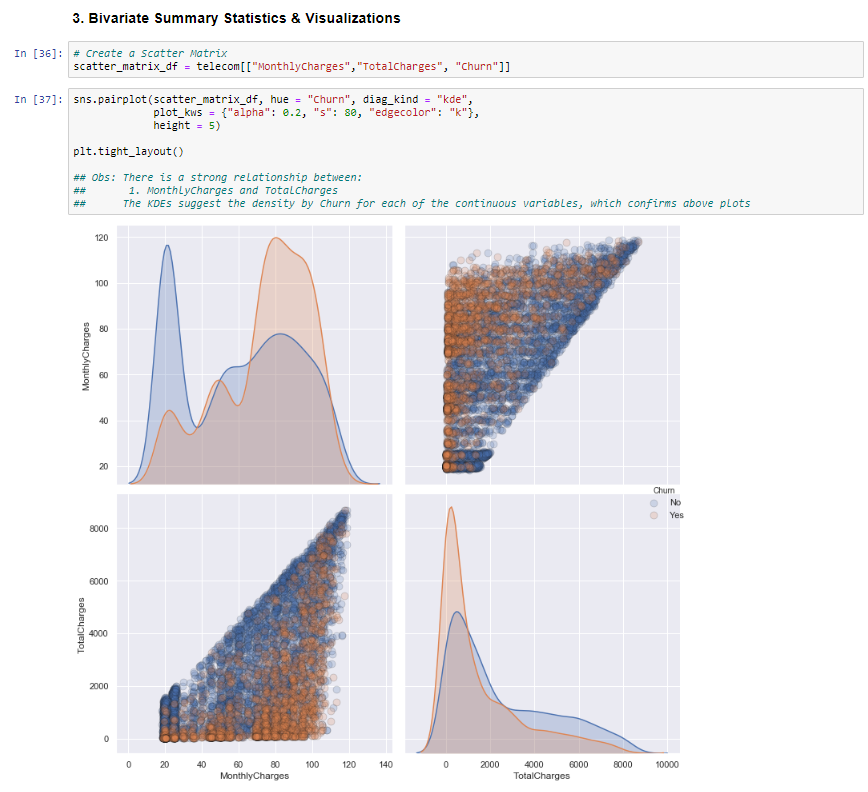 3. Bivariate Summary Statistics & Visualizations
In [36]: # Create a Scatter Matrix
scatter_matrix_df = telecom[["MonthlyCharges","TotalCharges", "Churn"]]
In [37]: sns.pairplot(scatter_matrix_df, hue = "Churn", diag_kind = "kde",
plot_kws = {"alpha": 0.2, "s": 80, "edgecolor": "k"},
height = 5)
plt.tight_layout()
## Obs: There is a strong relationship between:
## 1. MonthlyCharges and TotalCharges
## The KDEs suggest the density by Churn for each of the continuous variables, which confirms above plots
120
100
80
60
40
20
MonthlyCharges
Churn
No
Yes
8000
6000
4000
2000
0
TotalCharges
0 20 40 60 80 100 120 140
MonthlyCharges
0 2000 4000 6000 8000 10000
TotalCharges